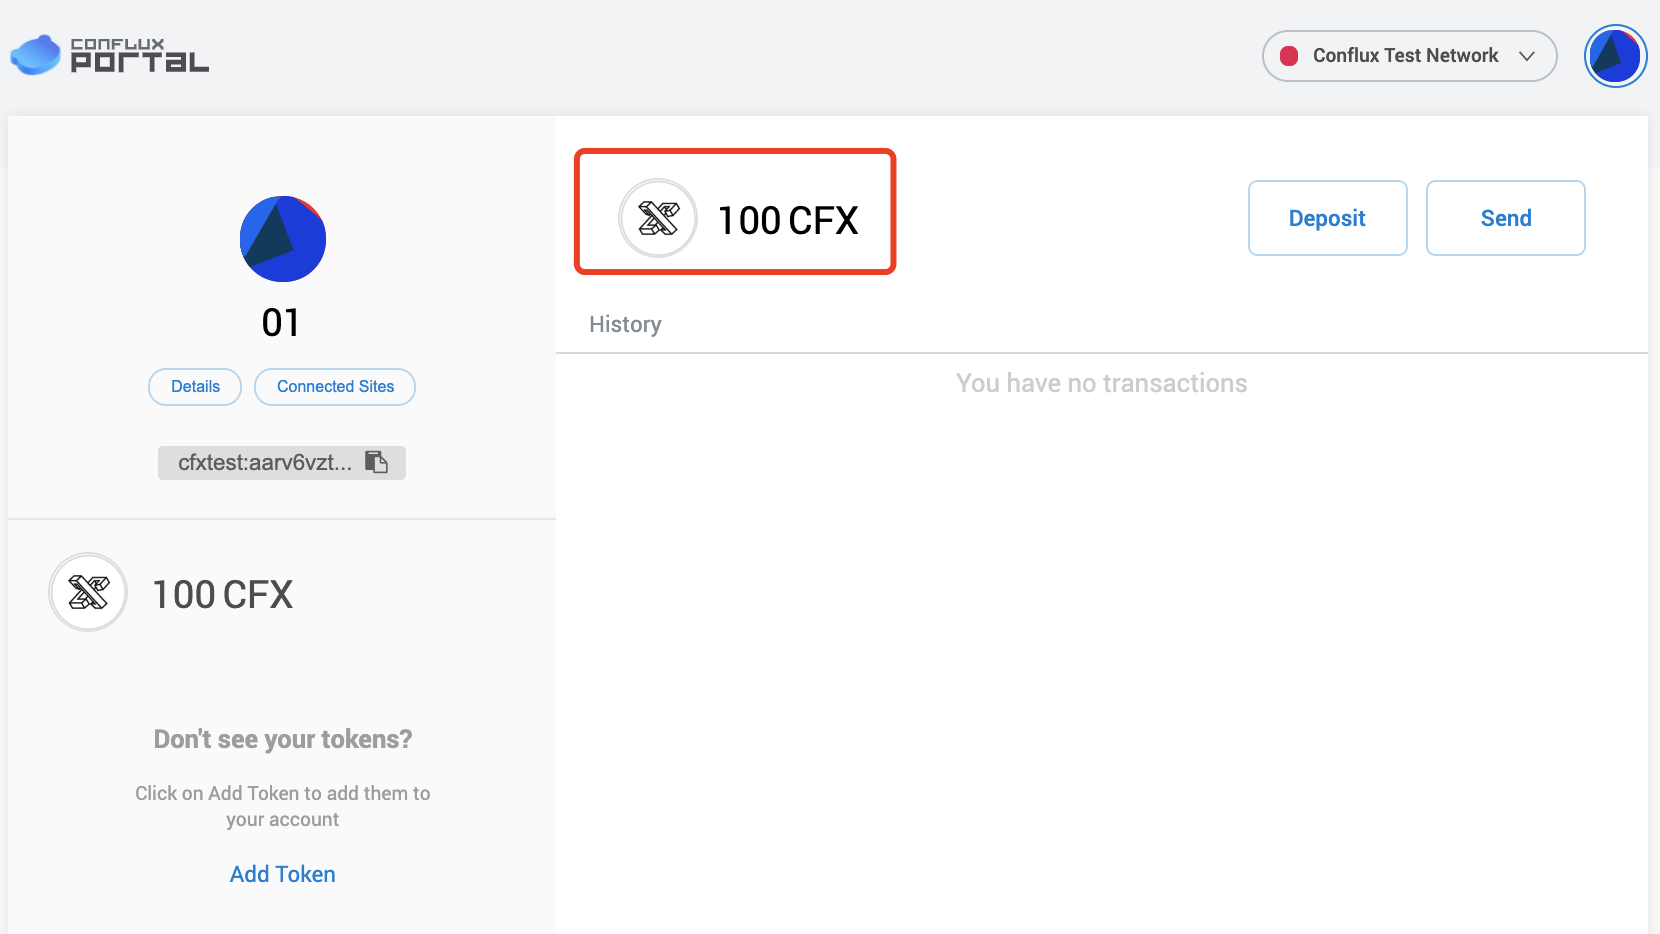 CONFLUX
PORTAL
Conflux Test Network
01
Details
Connected Sites
cfxtest:aarv6vzt...
100 CFX
Don't see your tokens?
Click on Add Token to add them to
your account
Add Token
100 CFX
Deposit
Send
History
You have no transactions